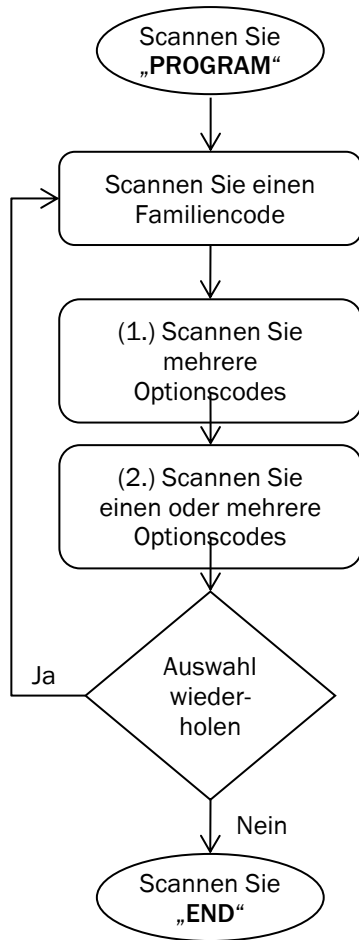 Scannen Sie
„PROGRAM“
Scannen Sie einen
Familiencode
(1.) Scannen Sie
mehrere
Optionscodes
(2.) Scannen Sie
einen oder mehrere
Optionscodes
Auswahl
wieder-
holen
Ja
Nein
Scannen Sie
„END“